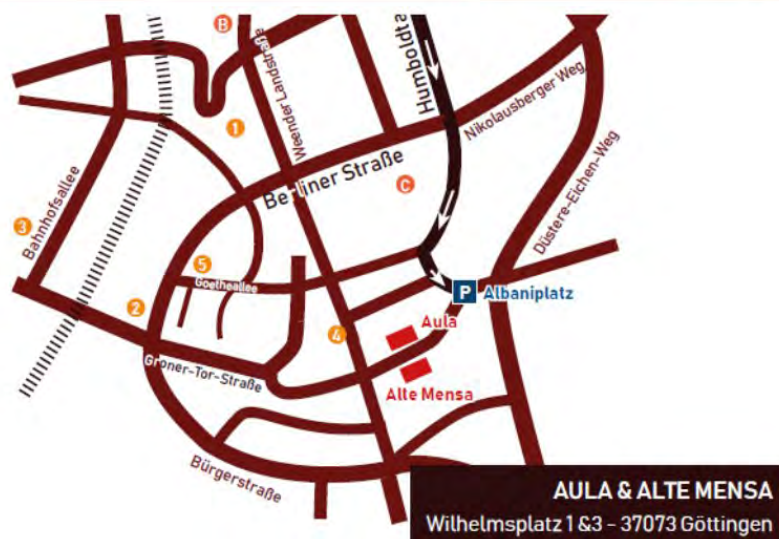 B
Weender Landstraße
Humboldta
1
Berliner Straße
Nikolausberger Weg
C
Düstere-Eichen-Weg
3
Bahnhofsallee
5
Goetheallee
P Albaniplatz
2
4
Aula
Groner-Tor-Straße
Alte Mensa
Bürgerstraße
AULA & ALTE MENSA
Wilhelmsplatz 1 &3 - 37073 Göttingen